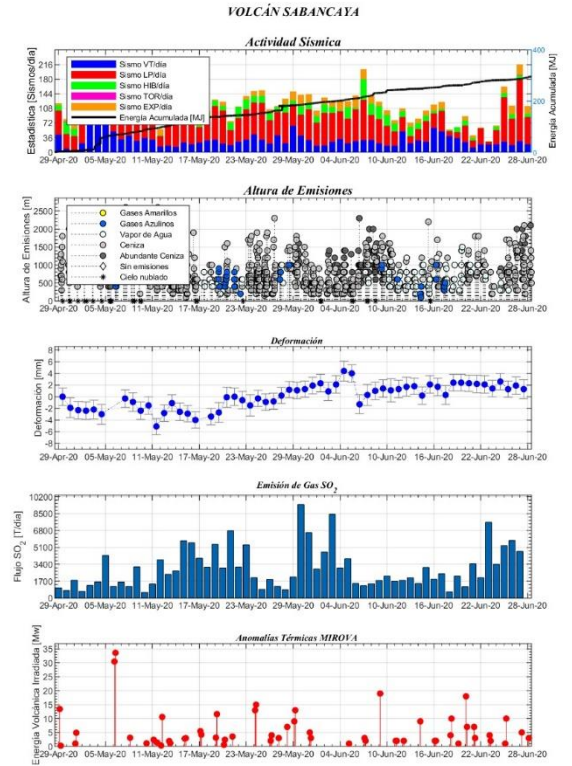 VOLCÁN SABANCAYA
Actividad Sísmica
Estadística [Sismos/día]
216
180
144
108
72
36
0
Sismo VT/día
Sismo LP/día
Sismo HIB/día
Sismo TOR/día
Sismo EXP/día
Energía Acumulada [MJ]
400
200
0
Energía Acumulada [MJ]
29-Apr-20 05-May-20 11-May-20 17-May-20 23-May-20 29-May-20 04-Jun-20 10-Jun-20 16-Jun-20 22-Jun-20 28-Jun-20
Altura de Emisiones
Altura de Emisiones [m]
2500
2000
1500
1000
500
0
Gases Amarillos
Gases Azulinos
Vapor de Agua
Ceniza
Abundante Ceniza
Sin emisiones
Cielo nublado
29-Apr-20 05-May-20 11-May-20 17-May-20 23-May-20 29-May-20 04-Jun-20 10-Jun-20 16-Jun-20 22-Jun-20 28-Jun-20
Deformación
Deformación [mm]
8
6
4
2
0
-2
-4
-6
-8
29-Apr-20 05-May-20 11-May-20 17-May-20 23-May-20 29-May-20 04-Jun-20 10-Jun-20 16-Jun-20 22-Jun-20 28-Jun-20
Emisión de Gas SO2
Flujo SO2 [T/día]
10200
8500
6800
5100
3400
1700
0
29-Apr-20 05-May-20 11-May-20 17-May-20 23-May-20 29-May-20 04-Jun-20 10-Jun-20 16-Jun-20 22-Jun-20 28-Jun-20
Anomalías Térmicas MIROVA
Energía Volcánica Irradiada [Mw]
35
30
25
20
15
10
5
0
29-Apr-20 05-May-20 11-May-20 17-May-20 23-May-20 29-May-20 04-Jun-20 10-Jun-20 16-Jun-20 22-Jun-20 28-Jun-20